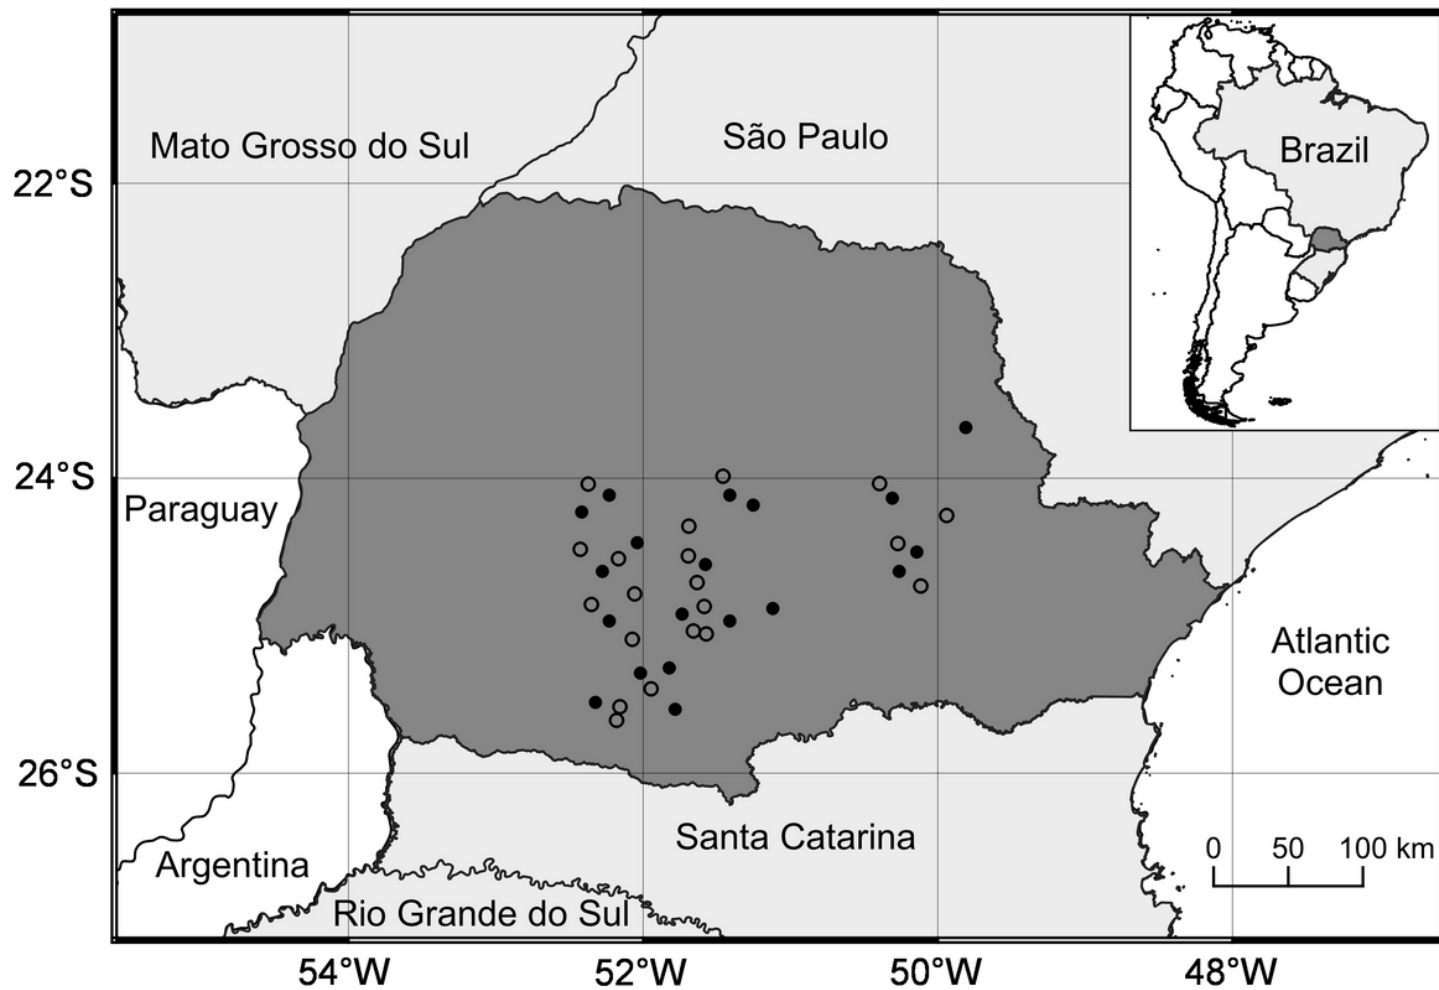 São Paulo
Mato Grosso do Sul
Brazil
22°S
24°S
Paraguay
Atlantic
Ocean
26°S
Santa Catarina
0 50 100 km
Argentina
Rio Grande do Sul
54°W 52°W 50°W 48°W